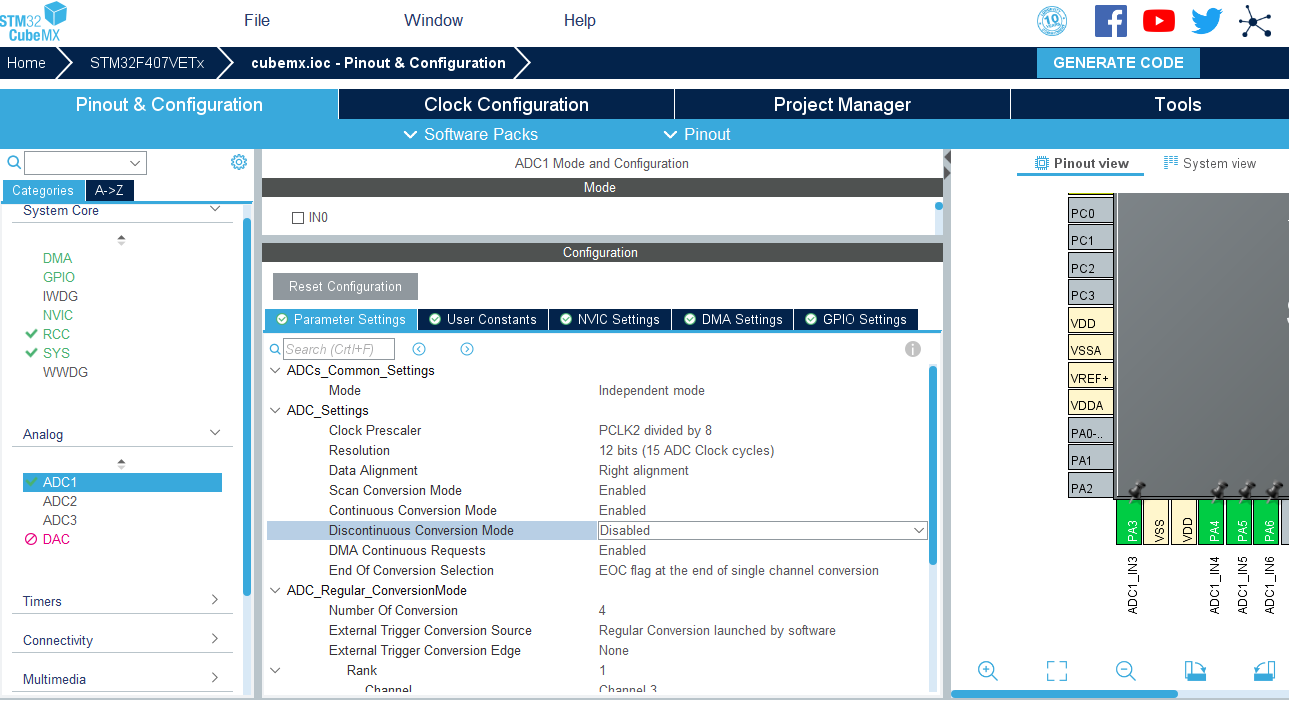 STM32
CubeMX
File Window Help
10
Home STM32F407VETx cubemx.ioc - Pinout & Configuration GENERATE CODE
Pinout & Configuration Clock Configuration Project Manager Tools
Software Packs Pinout
Categories A->Z
System Core
DMA
GPIO
IWDG
NVIC
RCC
SYS
WWDG
Analog
ADC1
ADC2
ADC3
DAC
Timers
Connectivity
Multimedia
ADC1 Mode and Configuration
Mode
IN0
Configuration
Reset Configuration
Parameter Settings User Constants NVIC Settings DMA Settings GPIO Settings
Search (Crtl+F)
ADCs_Common_Settings
Mode Independent mode
ADC_Settings
Clock Prescaler PCLK2 divided by 8
Resolution 12 bits (15 ADC Clock cycles)
Data Alignment Right alignment
Scan Conversion Mode Enabled
Continuous Conversion Mode Enabled
Discontinuous Conversion Mode Disabled
DMA Continuous Requests Enabled
End Of Conversion Selection EOC flag at the end of single channel conversion
ADC_Regular_ConversionMode
Number Of Conversion 4
External Trigger Conversion Source Regular Conversion launched by software
External Trigger Conversion Edge None
Rank 1
Channel Channel 3
Pinout view System view
PC0
PC1
PC2
PC3
VDD
VSSA
VREF+
VDDA
PA0-..
PA1
PA2
PA3 VSS VDD PA4 PA5 PA6
ADC1_IN3 ADC1_IN4 ADC1_IN5 ADC1_IN6